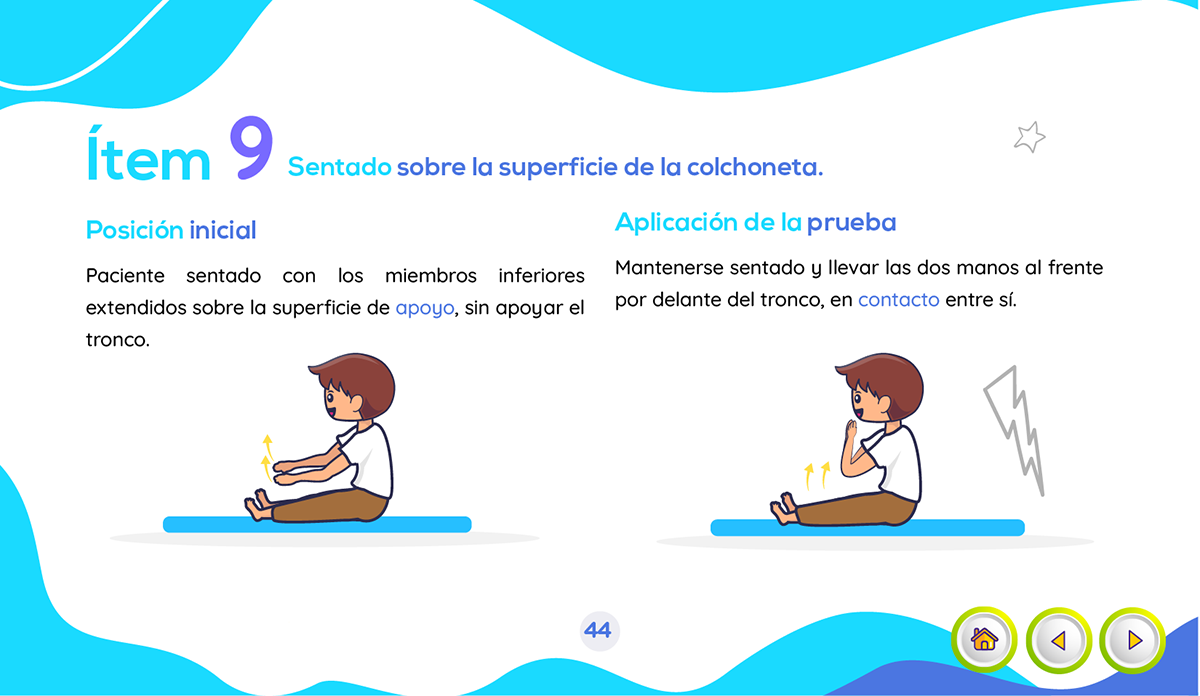 Ítem 9 Sentado sobre la superficie de la colchoneta.
Posición inicial
Paciente sentado con los miembros inferiores
extendidos sobre la superficie de apoyo, sin apoyar el
tronco.
Aplicación de la prueba
Mantenerse sentado y llevar las dos manos al frente
por delante del tronco, en contacto entre sí.
44